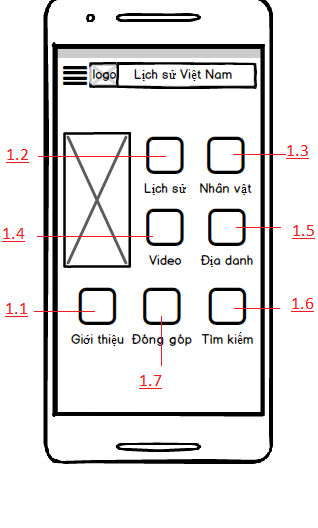 logo Lịch sử Việt Nam
1.2 1.3
Lịch sử Nhân vật
1.4 1.5
Video Địa danh
1.1 1.6
Giới thiệu Đóng góp Tìm kiếm
1.7